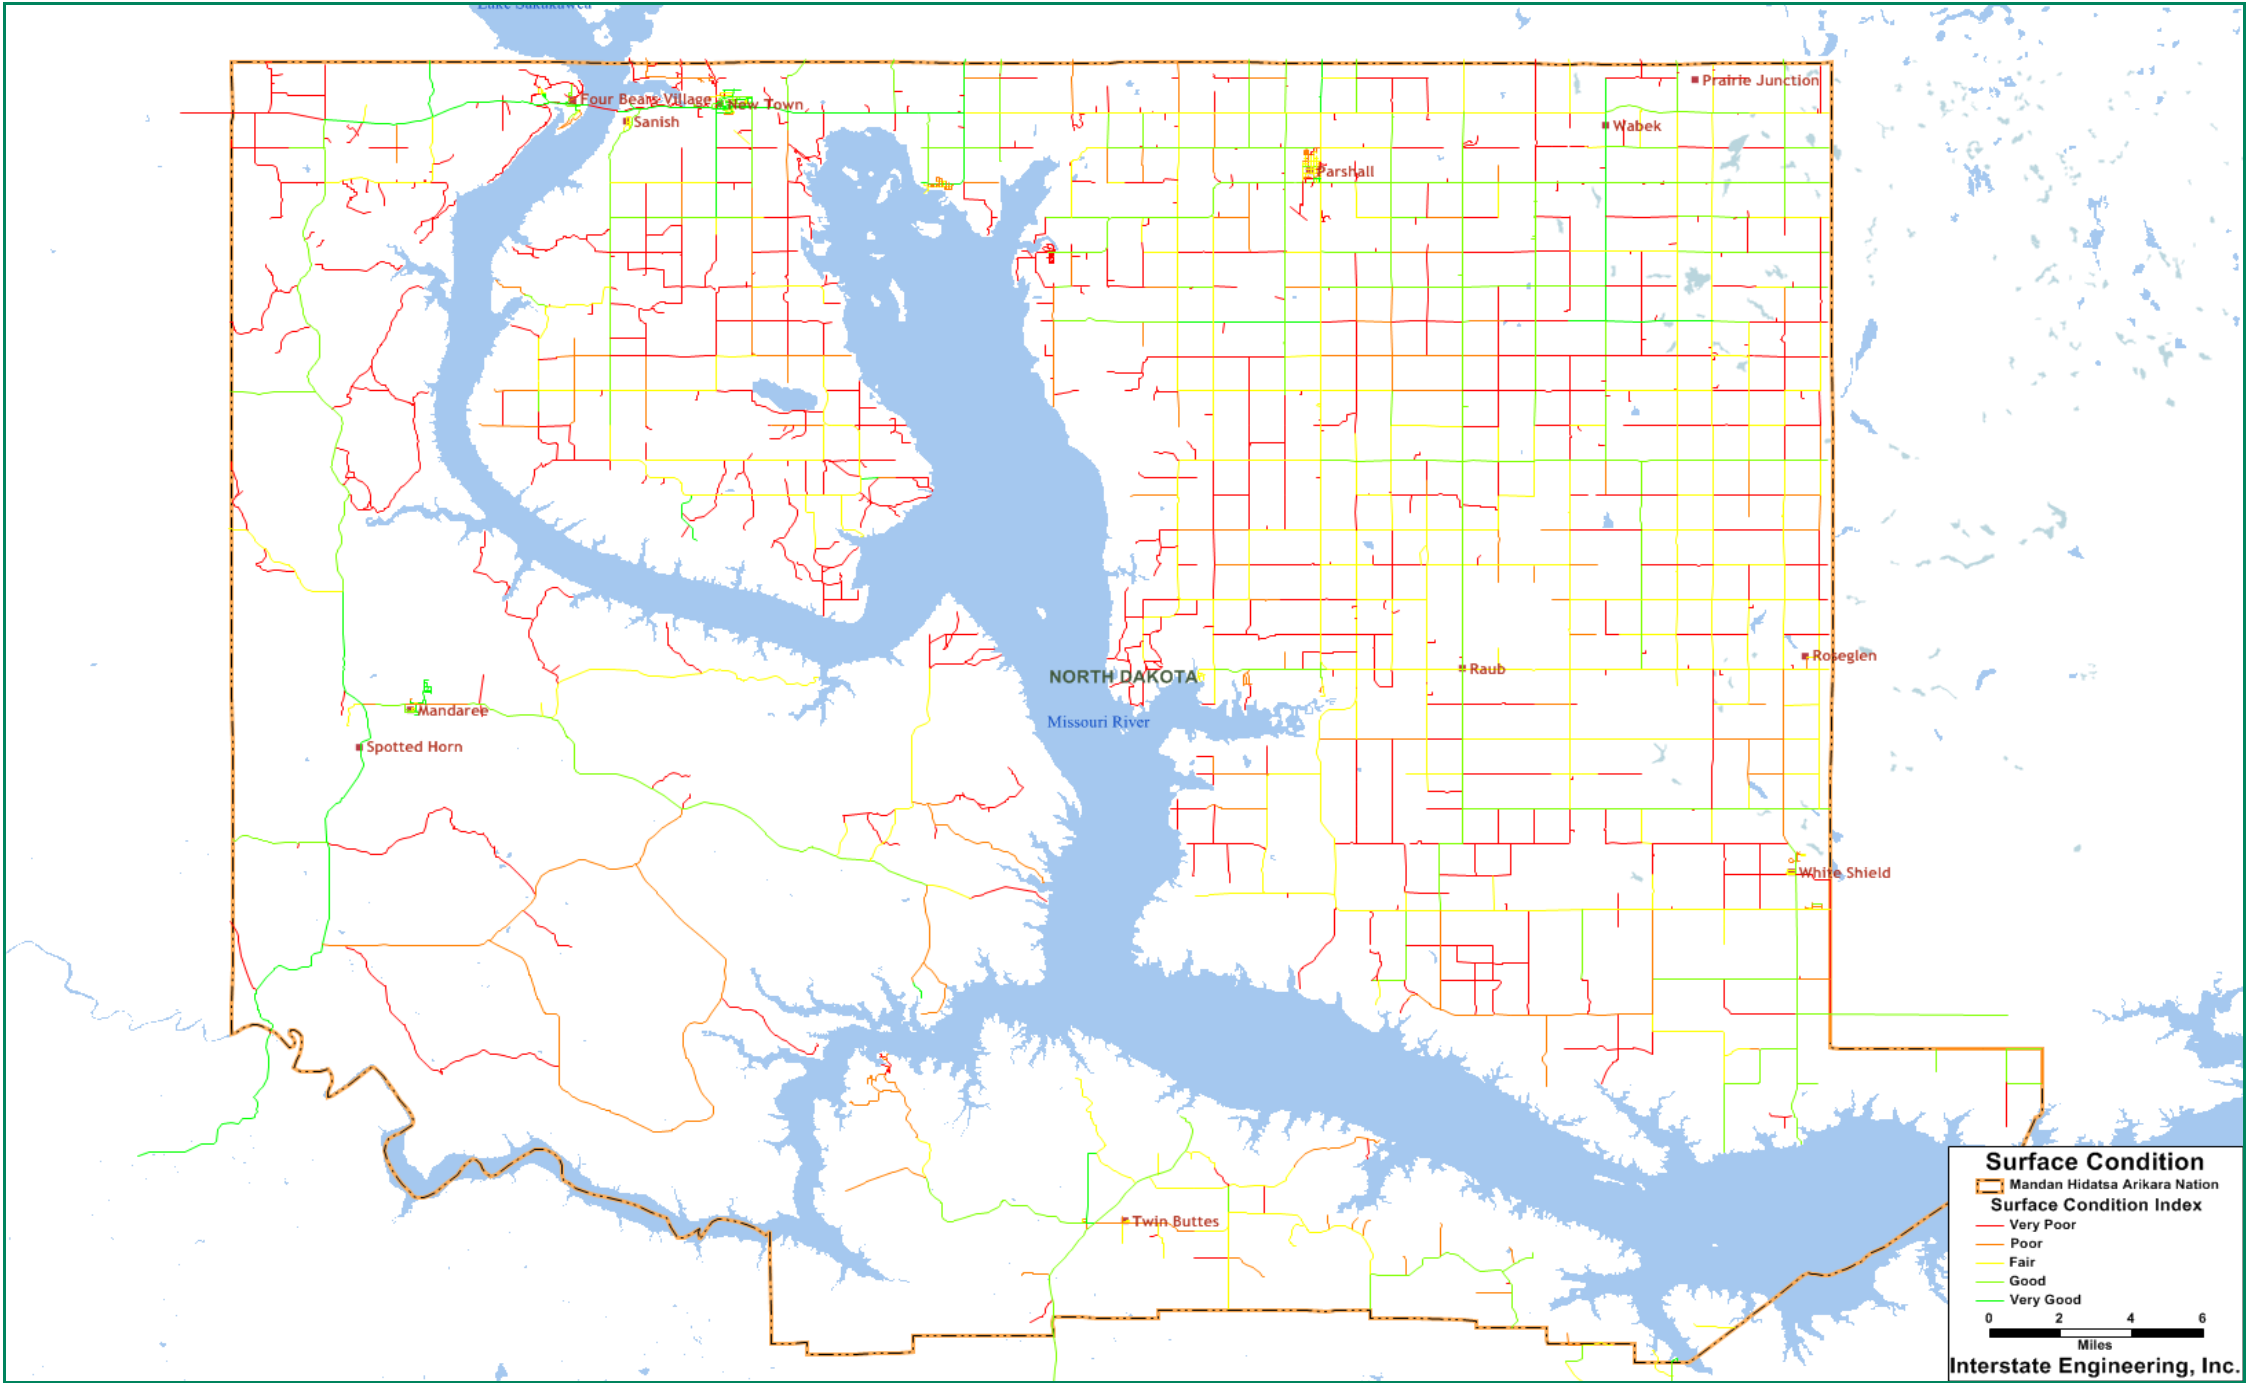 Lake Sakakawea
Prairie Junction
Four Bears Village
New Town
Sanish
Wabek
Parshall
NORTH DAKOTA
Missouri River
Raub
Roseglen
Mandaree
Spotted Horn
White Shield
Twin Buttes
Surface Condition
Mandan Hidatsa Arikara Nation
Surface Condition Index
Very Poor
Poor
Fair
Good
Very Good
0 2 4 6
Miles
Interstate Engineering, Inc.